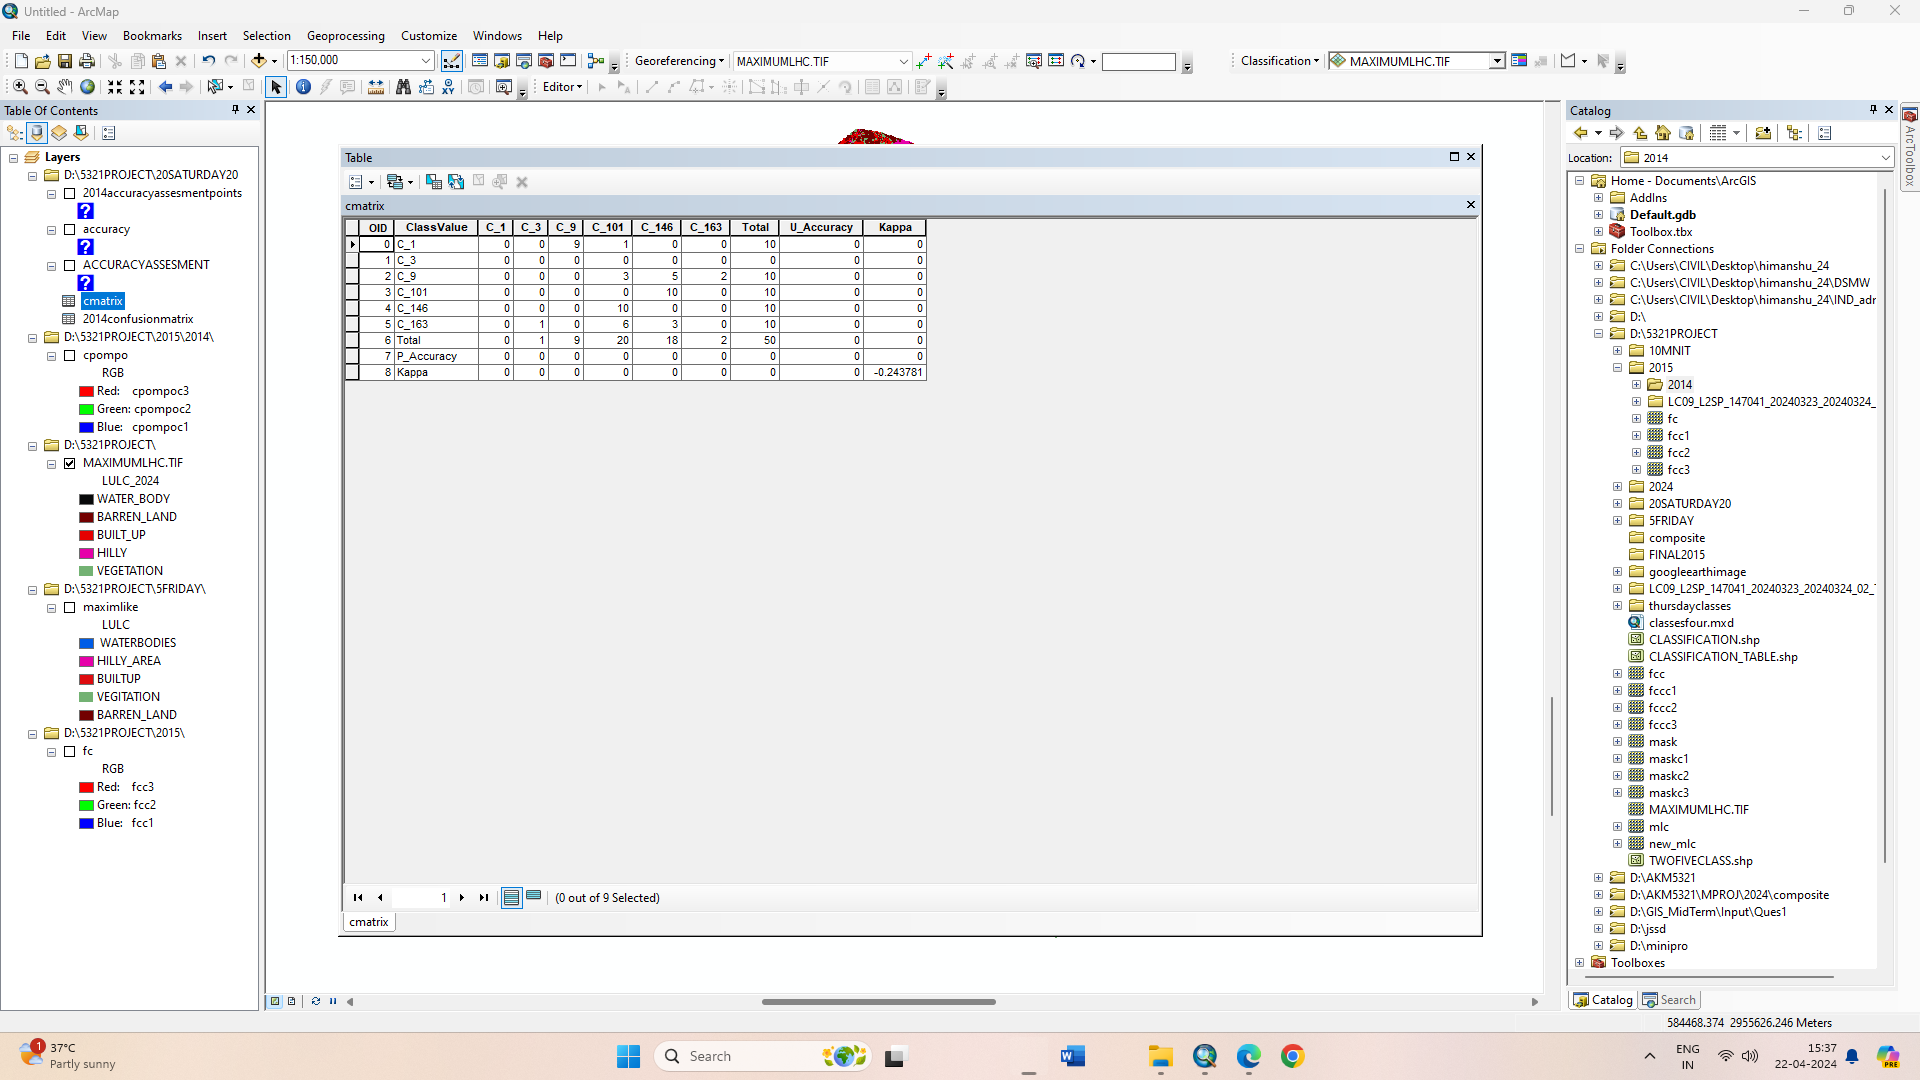 Untitled - ArcMap
File Edit View Bookmarks Insert Selection Geoprocessing Customize Windows Help
1:150,000 Georeferencing MAXIMUMLHC.TIF Classification MAXIMUMLHC.TIF
Editor
Table Of Contents
Layers
D:\5321PROJECT\20SATURDAY20
2014accuracyassesmentpoints
?
accuracy
?
ACCURACYASSESMENT
?
cmatrix
2014confusionmatrix
D:\5321PROJECT\2015\2014\
cpompo
RGB
Red: cpompoc3
Green: cpompoc2
Blue: cpompoc1
D:\5321PROJECT\
MAXIMUMLHC.TIF
LULC_2024
WATER_BODY
BARREN_LAND
BUILT_UP
HILLY
VEGETATION
D:\5321PROJECT\5FRIDAY\
maximlike
LULC
WATERBODIES
HILLY_AREA
BUILTUP
VEGITATION
BARREN_LAND
D:\5321PROJECT\2015\
fc
RGB
Red: fcc3
Green: fcc2
Blue: fcc1
Table
cmatrix
OID ClassValue C_1 C_3 C_9 C_101 C_146 C_163 Total U_Accuracy Kappa
0 C_1 0 0 9 1 0 0 10 0 0
1 C_3 0 0 0 0 0 0 0 0 0
2 C_9 0 0 0 3 5 2 10 0 0
3 C_101 0 0 0 0 10 0 10 0 0
4 C_146 0 0 0 10 0 0 10 0 0
5 C_163 0 1 0 6 3 0 10 0 0
6 Total 0 1 9 20 18 2 50 0 0
7 P_Accuracy 0 0 0 0 0 0 0 0 0
8 Kappa 0 0 0 0 0 0 0 0 -0.243781
1 (0 out of 9 Selected)
cmatrix
Catalog
Location: 2014
Home - Documents\ArcGIS
AddIns
Default.gdb
Toolbox.tbx
Folder Connections
C:\Users\CIVIL\Desktop\himanshu_24
C:\Users\CIVIL\Desktop\himanshu_24\DSMW
C:\Users\CIVIL\Desktop\himanshu_24\IND_adr
D:\
D:\5321PROJECT
10MNIT
2015
2014
LC09_L2SP_147041_20240323_20240324_
fc
fcc1
fcc2
fcc3
2024
20SATURDAY20
5FRIDAY
composite
FINAL2015
googleearthimage
LC09_L2SP_147041_20240323_20240324_02_
thursdayclasses
classesfour.mxd
CLASSIFICATION.shp
CLASSIFICATION_TABLE.shp
fcc
fccc1
fccc2
fccc3
mask
maskc1
maskc2
maskc3
MAXIMUMLHC.TIF
mlc
new_mlc
TWOFIVECLASS.shp
D:\AKM5321
D:\AKM5321\MPROJ\2024\composite
D:\GIS_MidTerm\Input\Ques1
D:\jssd
D:\minipro
Toolboxes
Catalog Search
ArcToolbox
584468.374 2955626.246 Meters
1
37°C
Partly sunny
Search
ENG
IN
15:37
22-04-2024
PRE